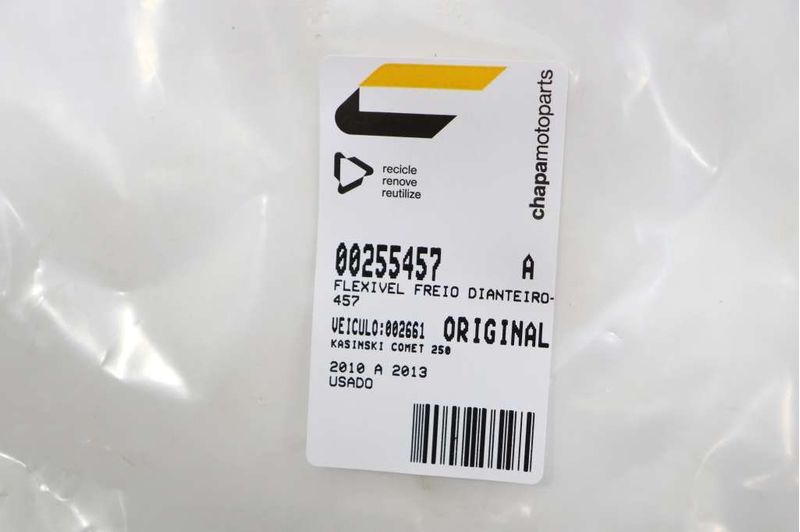 chapamotoparts
recicle
renove
reutilize
00255457 A
FLEXIVEL FREIO DIANTEIRO-
457
VEICULO:002661 ORIGINAL
KASINSKI COMET 250
2010 A 2013
USADO